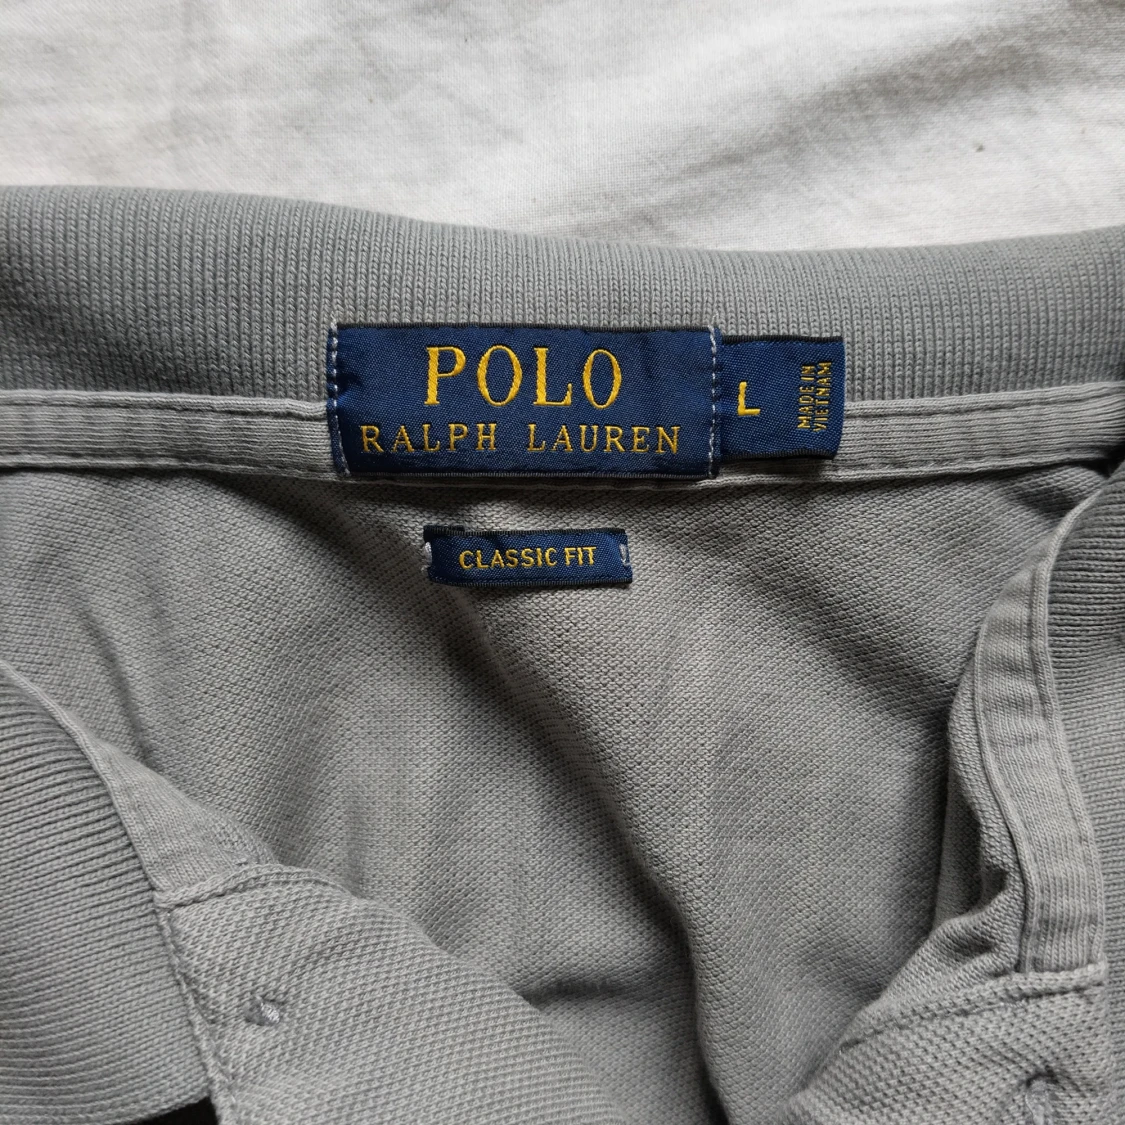 POLO
RALPH LAUREN
L
MADE IN
VIETNAM
CLASSIC FIT